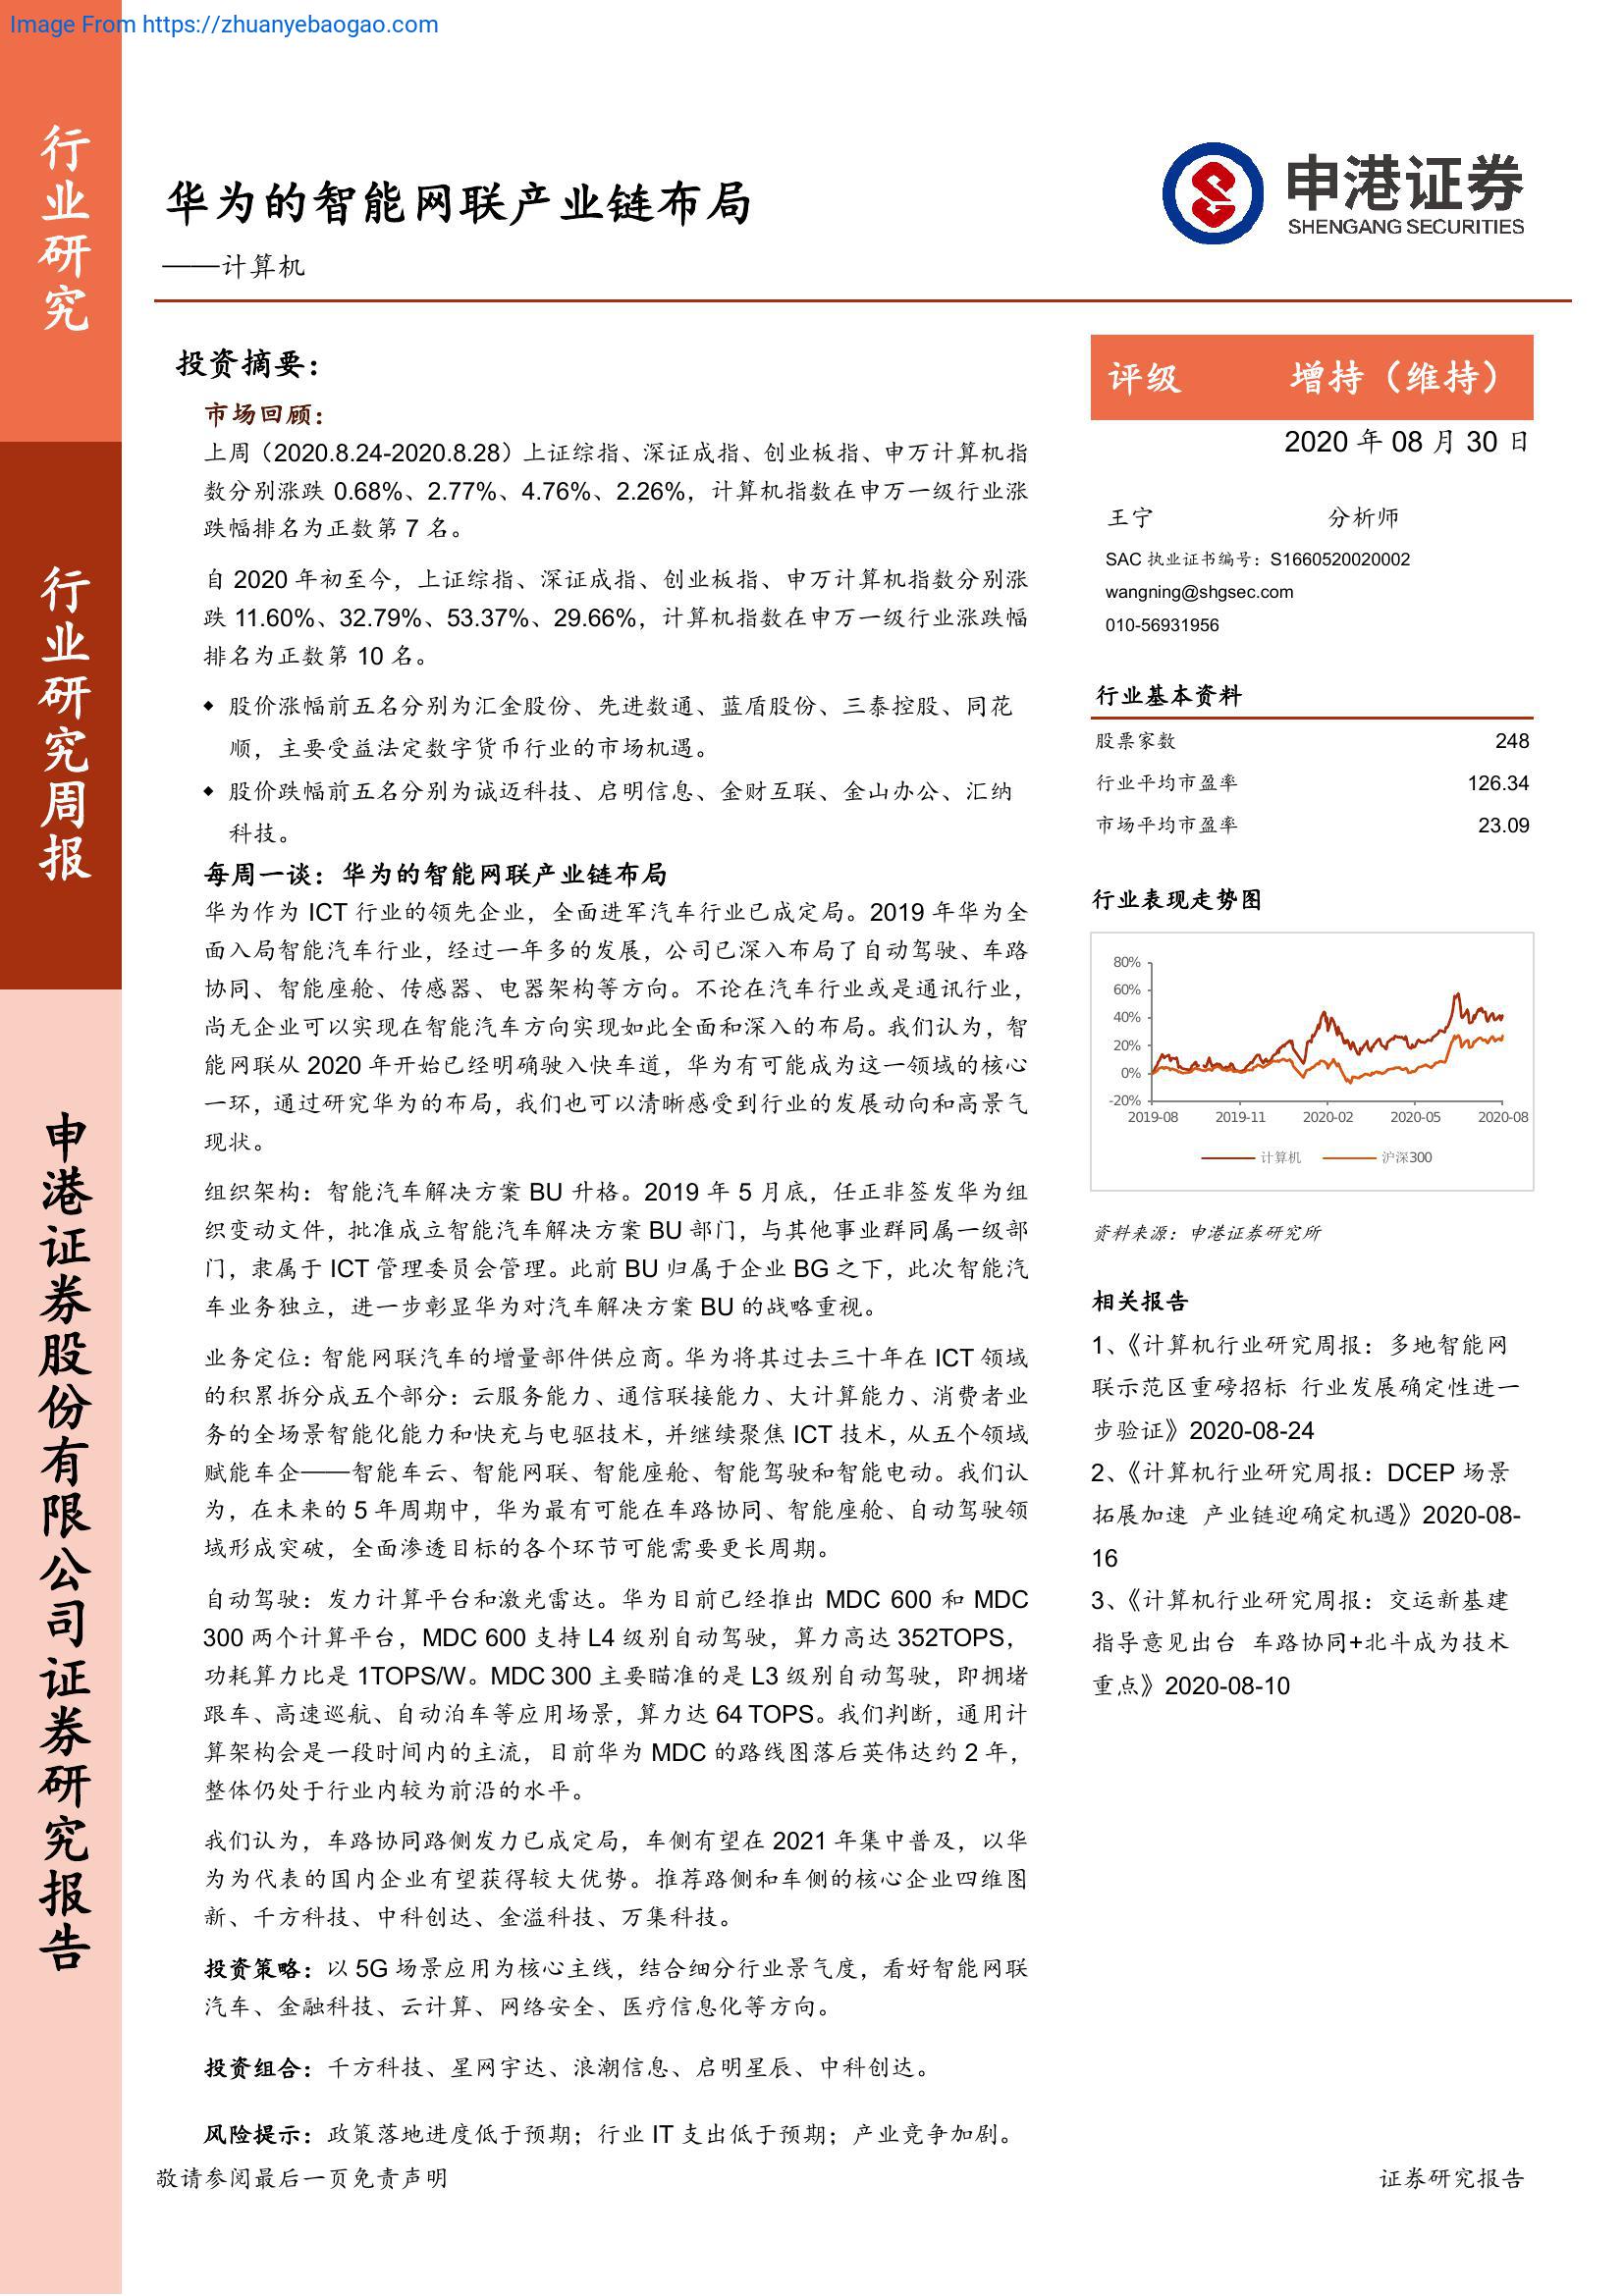 Image From https://zhuanyebaogao.com
行业研究
行业研究周报
申港证券股份有限公司证券研究报告
华为的智能网联产业链布局
——计算机
申港证券
SHENGANG SECURITIES
投资摘要：
市场回顾：
上周（2020.8.24-2020.8.28）上证综指、深证成指、创业板指、申万计算机指
数分别涨跌 0.68%、2.77%、4.76%、2.26%，计算机指数在申万一级行业涨
跌幅排名为正数第 7 名。
自 2020 年初至今，上证综指、深证成指、创业板指、申万计算机指数分别涨
跌 11.60%、32.79%、53.37%、29.66%，计算机指数在申万一级行业涨跌幅
排名为正数第 10 名。
◆ 股价涨幅前五名分别为汇金股份、先进数通、蓝盾股份、三泰控股、同花
顺，主要受益法定数字货币行业的市场机遇。
◆ 股价跌幅前五名分别为诚迈科技、启明信息、金财互联、金山办公、汇纳
科技。
每周一谈：华为的智能网联产业链布局
华为作为 ICT 行业的领先企业，全面进军汽车行业已成定局。2019 年华为全
面入局智能汽车行业，经过一年多的发展，公司已深入布局了自动驾驶、车路
协同、智能座舱、传感器、电器架构等方向。不论在汽车行业或是通讯行业，
尚无企业可以实现在智能汽车方向实现如此全面和深入的布局。我们认为，智
能网联从 2020 年开始已经明确驶入快车道，华为有可能成为这一领域的核心
一环，通过研究华为的布局，我们也可以清晰感受到行业的发展动向和高景气
现状。
组织架构：智能汽车解决方案 BU 升格。2019 年 5 月底，任正非签发华为组
织变动文件，批准成立智能汽车解决方案 BU 部门，与其他事业群同属一级部
门，隶属于 ICT 管理委员会管理。此前 BU 归属于企业 BG 之下，此次智能汽
车业务独立，进一步彰显华为对汽车解决方案 BU 的战略重视。
业务定位：智能网联汽车的增量部件供应商。华为将其过去三十年在 ICT 领域
的积累拆分成五个部分：云服务能力、通信联接能力、大计算能力、消费者业
务的全场景智能化能力和快充与电驱技术，并继续聚焦 ICT 技术，从五个领域
赋能车企——智能车云、智能网联、智能座舱、智能驾驶和智能电动。我们认
为，在未来的 5 年周期中，华为最有可能在车路协同、智能座舱、自动驾驶领
域形成突破，全面渗透目标的各个环节可能需要更长周期。
自动驾驶：发力计算平台和激光雷达。华为目前已经推出 MDC 600 和 MDC
300 两个计算平台，MDC 600 支持 L4 级别自动驾驶，算力高达 352TOPS，
功耗算力比是 1TOPS/W。MDC 300 主要瞄准的是 L3 级别自动驾驶，即拥堵
跟车、高速巡航、自动泊车等应用场景，算力达 64 TOPS。我们判断，通用计
算架构会是一段时间内的主流，目前华为 MDC 的路线图落后英伟达约 2 年，
整体仍处于行业内较为前沿的水平。
我们认为，车路协同路侧发力已成定局，车侧有望在 2021 年集中普及，以华
为为代表的国内企业有望获得较大优势。推荐路侧和车侧的核心企业四维图
新、千方科技、中科创达、金溢科技、万集科技。
投资策略：以 5G 场景应用为核心主线，结合细分行业景气度，看好智能网联
汽车、金融科技、云计算、网络安全、医疗信息化等方向。
投资组合：千方科技、星网宇达、浪潮信息、启明星辰、中科创达。
风险提示：政策落地进度低于预期；行业 IT 支出低于预期；产业竞争加剧。
评级 增持（维持）
2020 年 08 月 30 日
王宁 分析师
SAC 执业证书编号：S1660520020002
wangning@shgsec.com
010-56931956
行业基本资料
股票家数 248
行业平均市盈率 126.34
市场平均市盈率 23.09
行业表现走势图
80%
60%
40%
20%
0%
-20%
2019-08 2019-11 2020-02 2020-05 2020-08
计算机 沪深300
资料来源：申港证券研究所
相关报告
1、《计算机行业研究周报：多地智能网
联示范区重磅招标 行业发展确定性进一
步验证》2020-08-24
2、《计算机行业研究周报：DCEP 场景
拓展加速 产业链迎确定机遇》2020-08-
16
3、《计算机行业研究周报：交运新基建
指导意见出台 车路协同+北斗成为技术
重点》2020-08-10
敬请参阅最后一页免责声明 证券研究报告